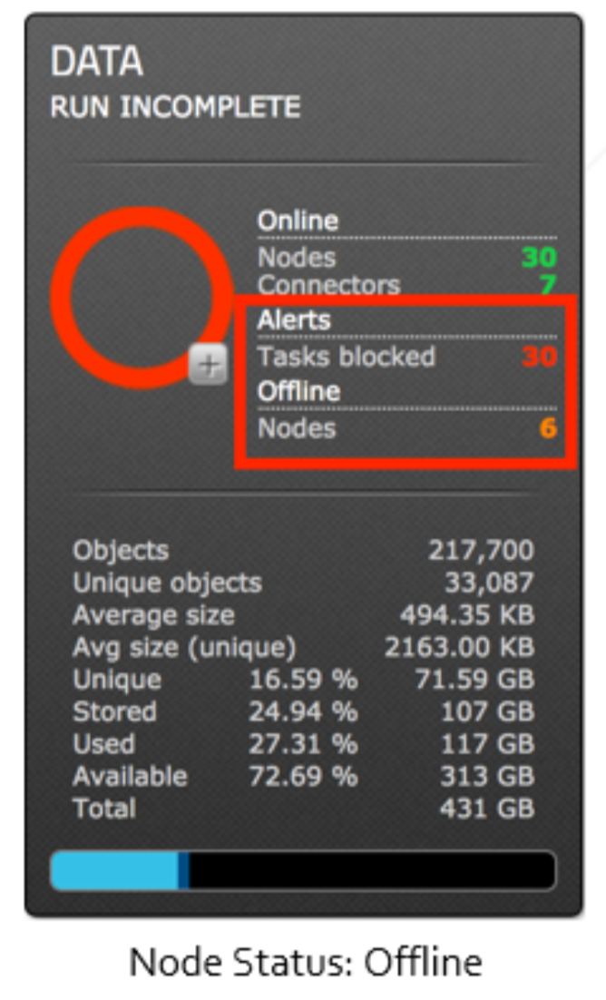 DATA
RUN INCOMPLETE
Online
Nodes 30
Connectors 7
Alerts
Tasks blocked 30
Offline
Nodes 6
Objects 217,700
Unique objects 33,087
Average size 494.35 KB
Avg size (unique) 2163.00 KB
Unique 16.59 % 71.59 GB
Stored 24.94 % 107 GB
Used 27.31 % 117 GB
Available 72.69 % 313 GB
Total 431 GB
Node Status: Offline